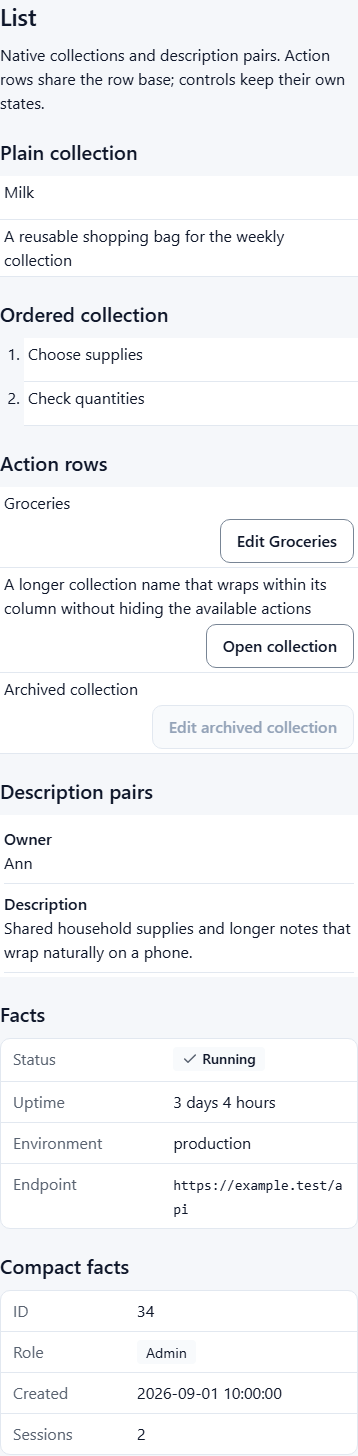 List
Native collections and description pairs. Action
rows share the row base; controls keep their own
states.
Plain collection
Milk
A reusable shopping bag for the weekly
collection
Ordered collection
1. Choose supplies
2. Check quantities
Action rows
Groceries
Edit Groceries
A longer collection name that wraps within its
column without hiding the available actions
Open collection
Archived collection
Edit archived collection
Description pairs
Owner
Ann
Description
Shared household supplies and longer notes that
wrap naturally on a phone.
Facts
Status Running
Uptime 3 days 4 hours
Environment production
Endpoint https://example.test/a
pi
Compact facts
ID 34
Role Admin
Created 2026-09-01 10:00:00
Sessions 2